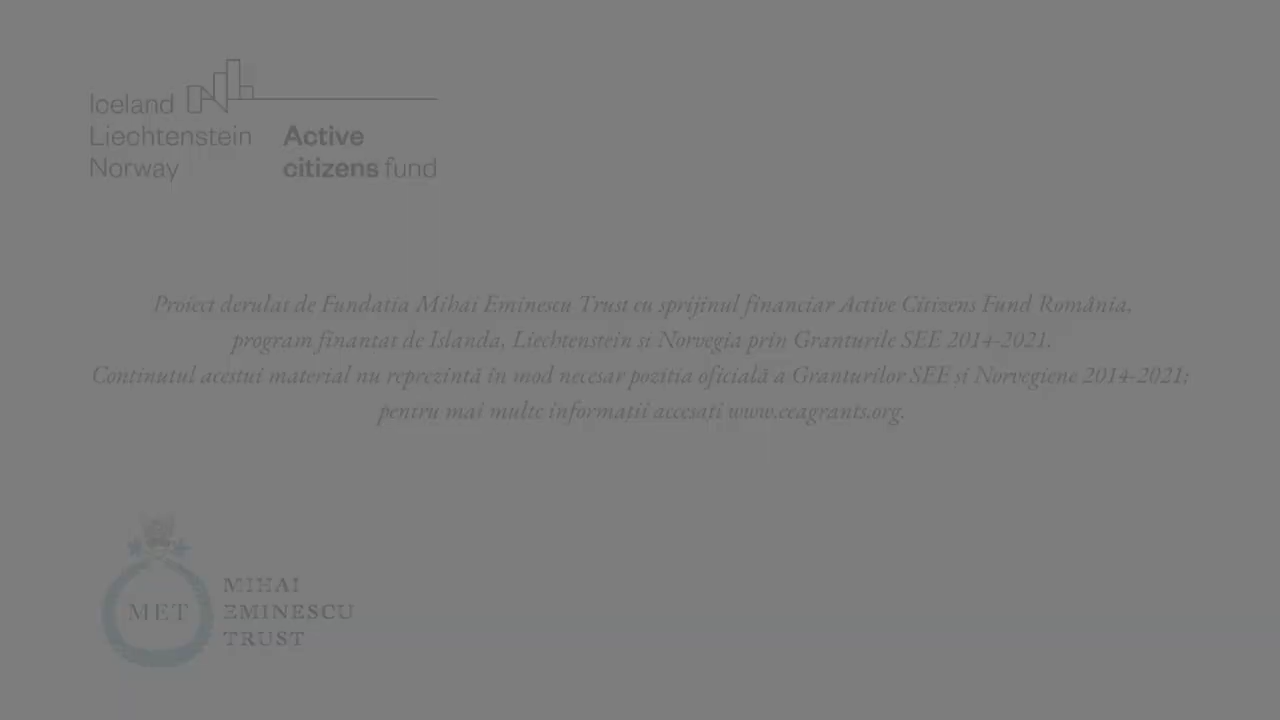 Iceland
Liechtenstein
Norway
Active
citizens fund
Proiect derulat de Fundația Mihai Eminescu Trust cu sprijinul financiar Active Citizens Fund România,
program finanțat de Islanda, Liechtenstein și Norvegia prin Granturile SEE 2014-2021.
Conținutul acestui material nu reprezintă în mod necesar poziția oficială a Granturilor SEE și Norvegiene 2014-2021;
pentru mai multe informații accesați www.eeagrants.org.
MET
MIHAI
EMINESCU
TRUST